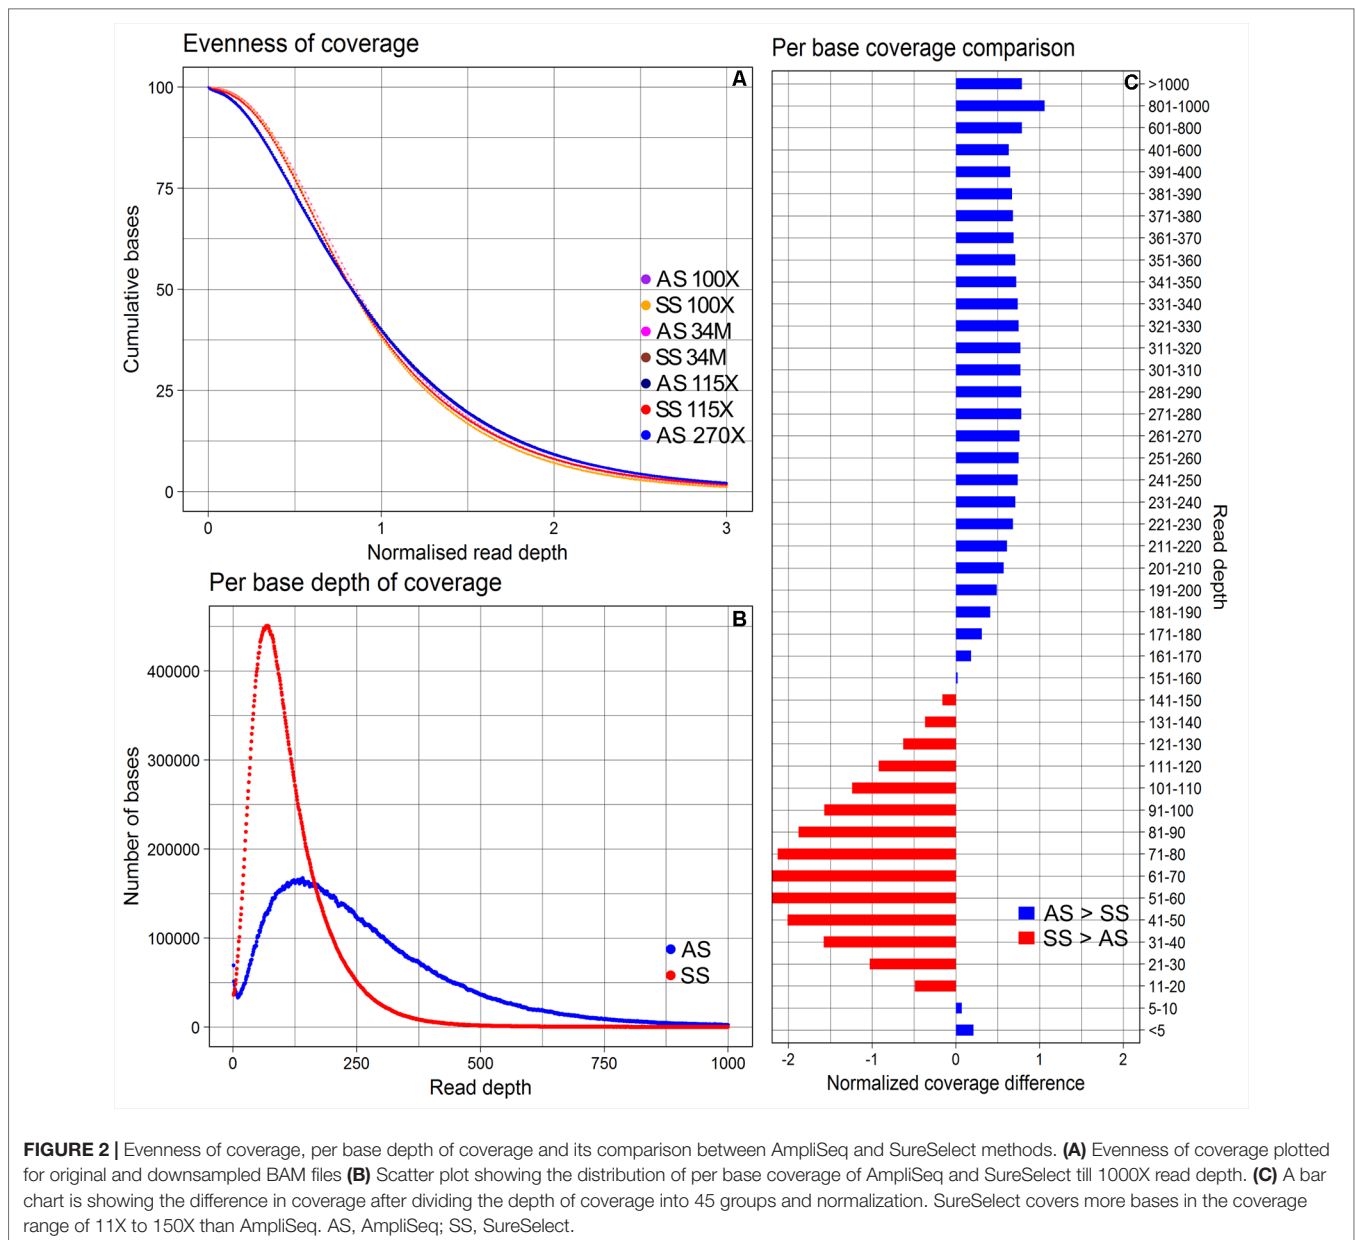 Evenness of coverage
A
100
75
50
25
0
Cumulative bases
AS 100X
SS 100X
AS 34M
SS 34M
AS 115X
SS 115X
AS 270X
0 1 2 3
Normalised read depth
Per base depth of coverage
B
400000
300000
200000
100000
0
Number of bases
AS
SS
0 250 500 750 1000
Read depth
Per base coverage comparison
C
>1000
801-1000
601-800
401-600
391-400
381-390
371-380
361-370
351-360
341-350
331-340
321-330
311-320
301-310
281-290
271-280
261-270
251-260
241-250
231-240
221-230
211-220
201-210
191-200
181-190
171-180
161-170
151-160
141-150
131-140
121-130
111-120
101-110
91-100
81-90
71-80
61-70
51-60
41-50
31-40
21-30
11-20
5-10
<5
Read depth
AS > SS
SS > AS
-2 -1 0 1 2
Normalized coverage difference
FIGURE 2 | Evenness of coverage, per base depth of coverage and its comparison between AmpliSeq and SureSelect methods. (A) Evenness of coverage plotted
for original and downsampled BAM files (B) Scatter plot showing the distribution of per base coverage of AmpliSeq and SureSelect till 1000X read depth. (C) A bar
chart is showing the difference in coverage after dividing the depth of coverage into 45 groups and normalization. SureSelect covers more bases in the coverage
range of 11X to 150X than AmpliSeq. AS, AmpliSeq; SS, SureSelect.